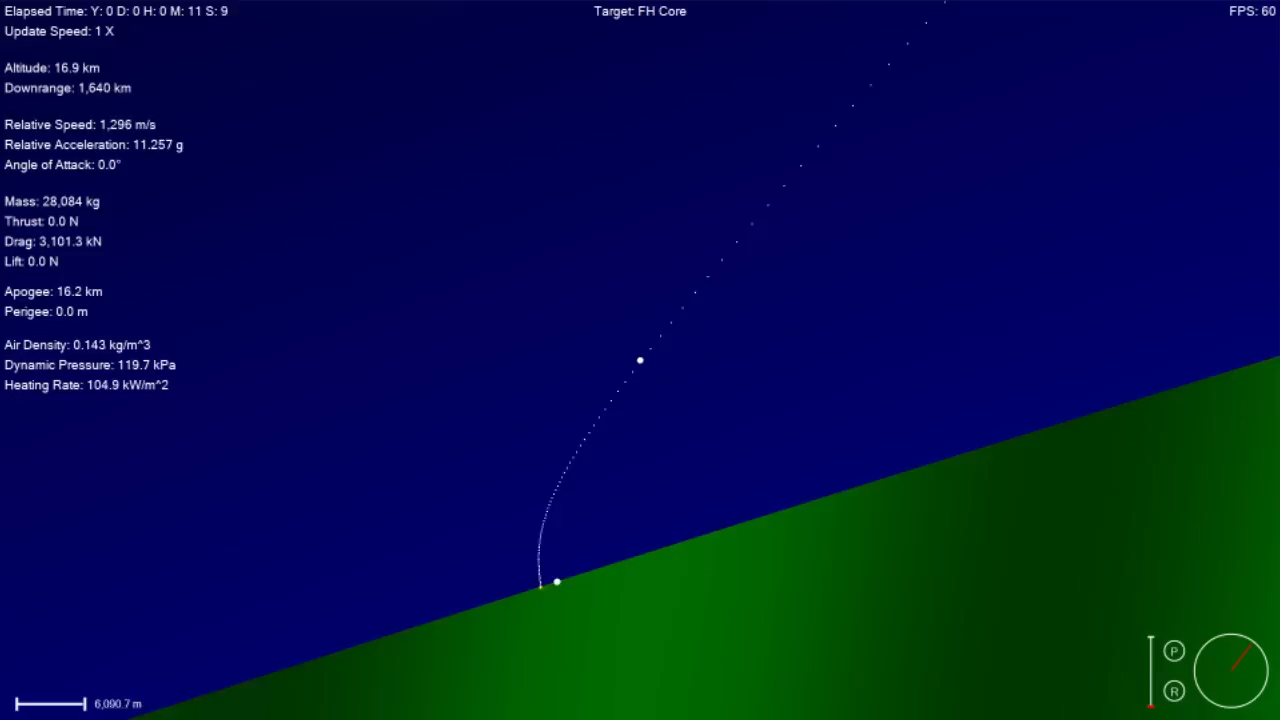 Elapsed Time: Y: 0 D: 0 H: 0 M: 11 S: 9
Target: FH Core
FPS: 60
Update Speed: 1 X
Altitude: 16.9 km
Downrange: 1,640 km
Relative Speed: 1,296 m/s
Relative Acceleration: 11.257 g
Angle of Attack: 0.0°
Mass: 28,084 kg
Thrust: 0.0 N
Drag: 3,101.3 kN
Lift: 0.0 N
Apogee: 16.2 km
Perigee: 0.0 m
Air Density: 0.143 kg/m^3
Dynamic Pressure: 119.7 kPa
Heating Rate: 104.9 kW/m^2
P
R
6,090.7 m